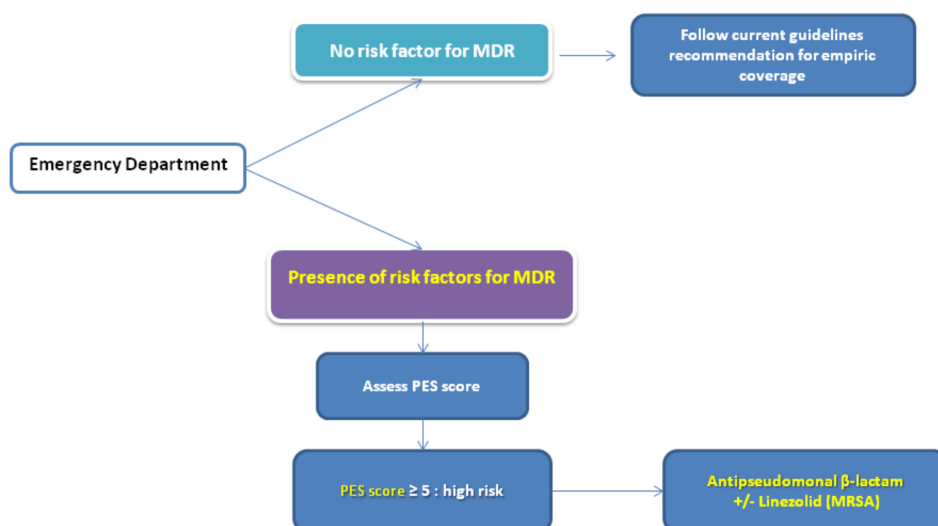 No risk factor for MDR
Follow current guidelines
recommendation for empiric
coverage
Emergency Department
Presence of risk factors for MDR
Assess PES score
PES score ≥ 5 : high risk
Antipseudomonal β-lactam
+/- Linezolid (MRSA)